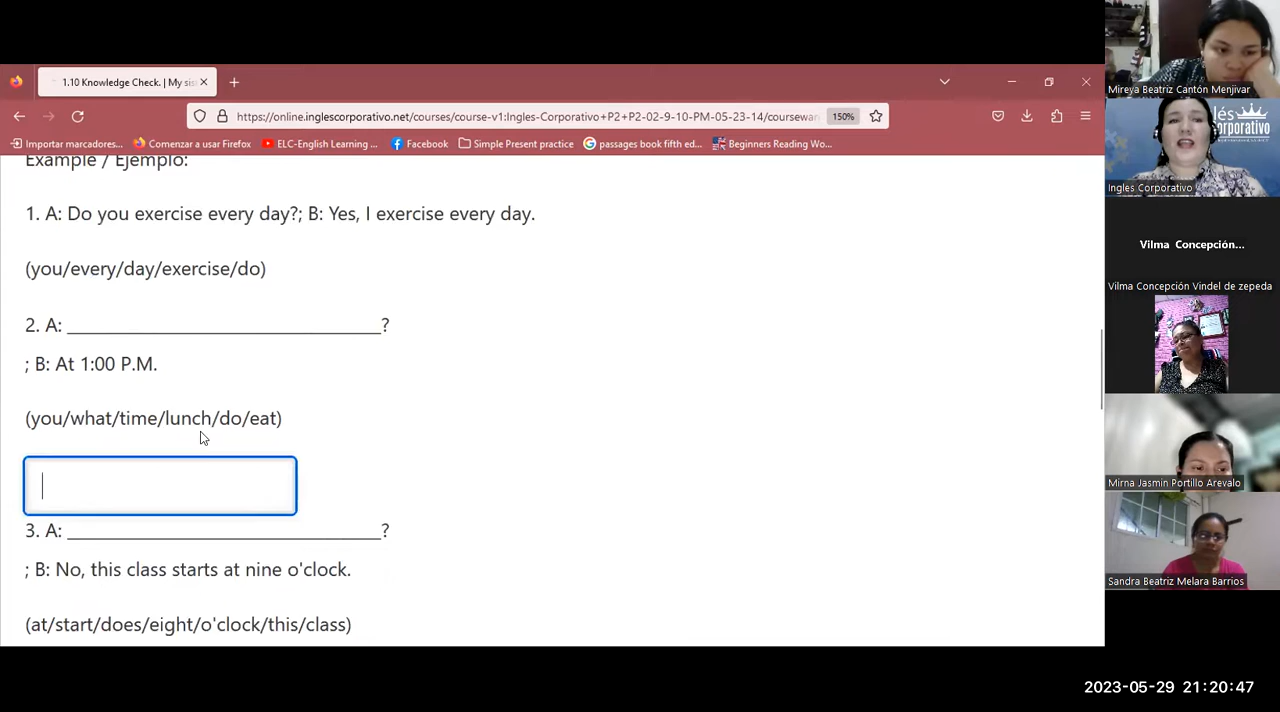 1.10 Knowledge Check. | My sis
https://online.inglescorporativo.net/courses/course-v1:Ingles-Corporativo+P2+P2-02-9-10-PM-05-23-14/coursewar
150%
Importar marcadores...
Comenzar a usar Firefox
ELC-English Learning ...
Facebook
Simple Present practice
passages book fifth ed...
Beginners Reading Wo...
Example / Ejemplo:
1. A: Do you exercise every day?; B: Yes, I exercise every day.
(you/every/day/exercise/do)
2. A: ________________________________?
; B: At 1:00 P.M.
(you/what/time/lunch/do/eat)
3. A: ________________________________?
; B: No, this class starts at nine o'clock.
(at/start/does/eight/o'clock/this/class)
Mireya Beatriz Cantón Menjivar
lés
corporativo
Ingles Corporativo
Vilma Concepción...
Vilma Concepción Vindel de zepeda
Mirna Jasmin Portillo Arevalo
Sandra Beatriz Melara Barrios
2023-05-29 21:20:47